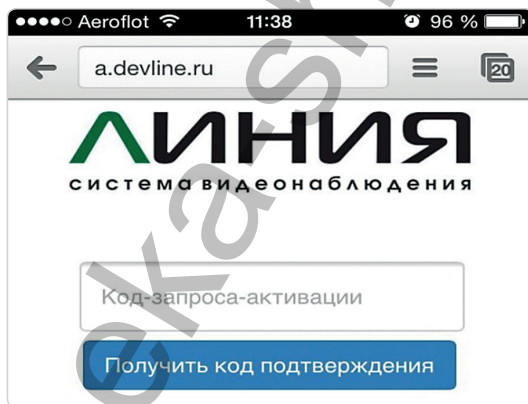 Aeroflot 11:38 96 %
a.devline.ru 20
ЛИНИЯ
система видеонаблюдения
Код-запроса-активации
Получить код подтверждения